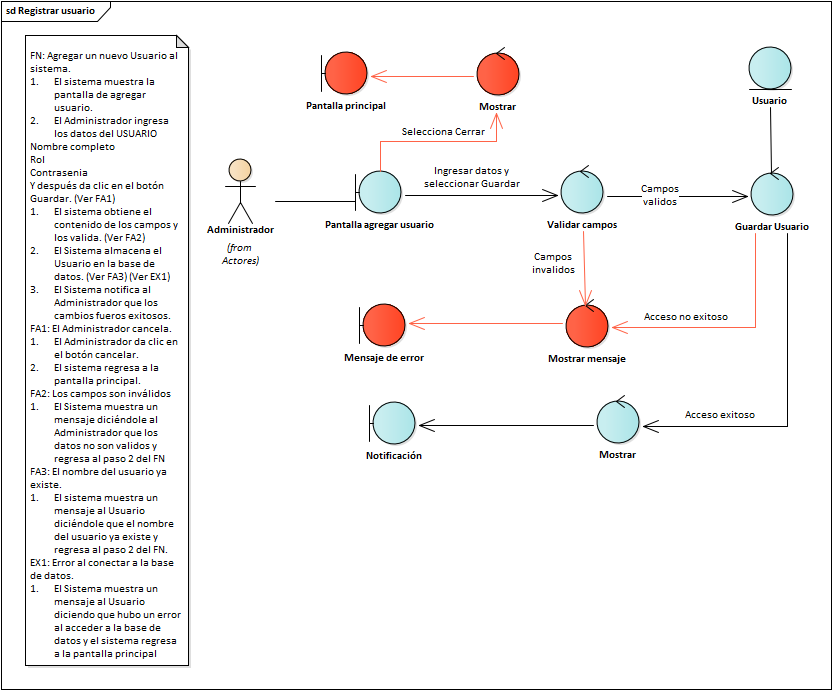 sd Registrar usuario
FN: Agregar un nuevo Usuario al
sistema.
1. El sistema muestra la
pantalla de agregar
usuario.
2. El Administrador ingresa
los datos del USUARIO
Nombre completo
Rol
Contrasenia
Y después da clic en el botón
Guardar. (Ver FA1)
1. El sistema obtiene el
contenido de los campos y
los valida. (Ver FA2)
2. El Sistema almacena el
Usuario en la base de
datos. (Ver FA3) (Ver EX1)
3. El Sistema notifica al
Administrador que los
cambios fueros exitosos.
FA1: El Administrador cancela.
1. El Administrador da clic en
el botón cancelar.
2. El sistema regresa a la
pantalla principal.
FA2: Los campos son inválidos
1. El Sistema muestra un
mensaje diciéndole al
Administrador que los
datos no son validos y
regresa al paso 2 del FN
FA3: El nombre del usuario ya
existe.
1. El sistema muestra un
mensaje al Usuario
diciéndole que el nombre
del usuario ya existe y
regresa al paso 2 del FN.
EX1: Error al conectar a la base
de datos.
1. El Sistema muestra un
mensaje al Usuario
diciendo que hubo un error
al acceder a la base de
datos y el sistema regresa
a la pantalla principal
Pantalla principal
Mostrar
Usuario
Selecciona Cerrar
Ingresar datos y
seleccionar Guardar
Campos
validos
Administrador
(from
Actores)
Pantalla agregar usuario
Validar campos
Guardar Usuario
Campos
invalidos
Acceso no exitoso
Mensaje de error
Mostrar mensaje
Acceso exitoso
Notificación
Mostrar